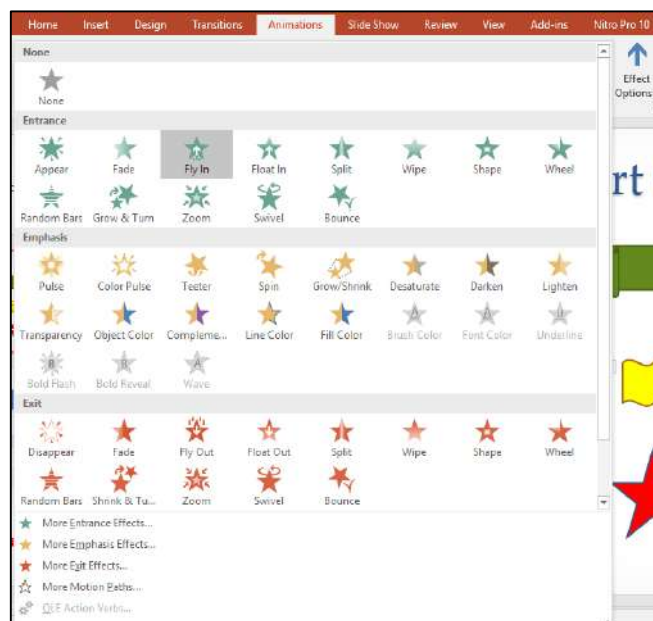 Home Insert Design Transitions Animations Slide Show Review View Add-ins Nitro Pro 10
None
Effect
Options
None
Entrance
Appear Fade Fly In Float In Split Wipe Shape Wheel
rt
Random Bars Grow & Turn Zoom Swivel Bounce
Emphasis
Pulse Color Pulse Teeter Spin Grow/Shrink Desaturate Darken Lighten
Transparency Object Color Compleme... Line Color Fill Color Brush Color Font Color Underline
Bold Flash Bold Reveal Wave
Exit
Disappear Fade Fly Out Float Out Split Wipe Shape Wheel
Random Bars Shrink & Tu... Zoom Swivel Bounce
More Entrance Effects...
More Emphasis Effects...
More Exit Effects...
More Motion Paths...
OLE Action Verbs...